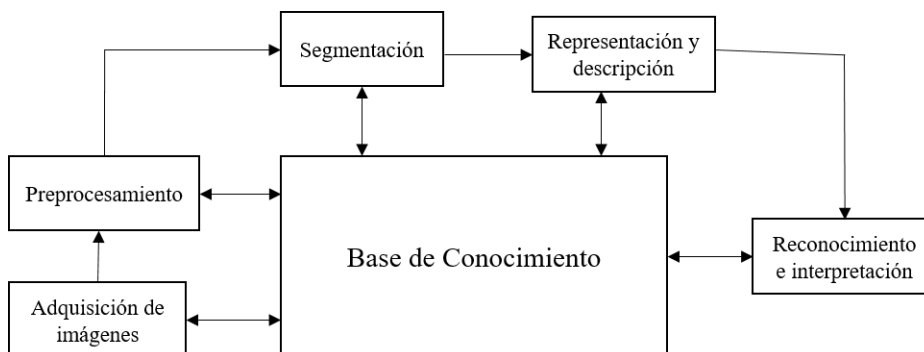 Segmentación
Representación y
descripción
Preprocesamiento
Base de Conocimiento
Reconocimiento
e interpretación
Adquisición de
imágenes